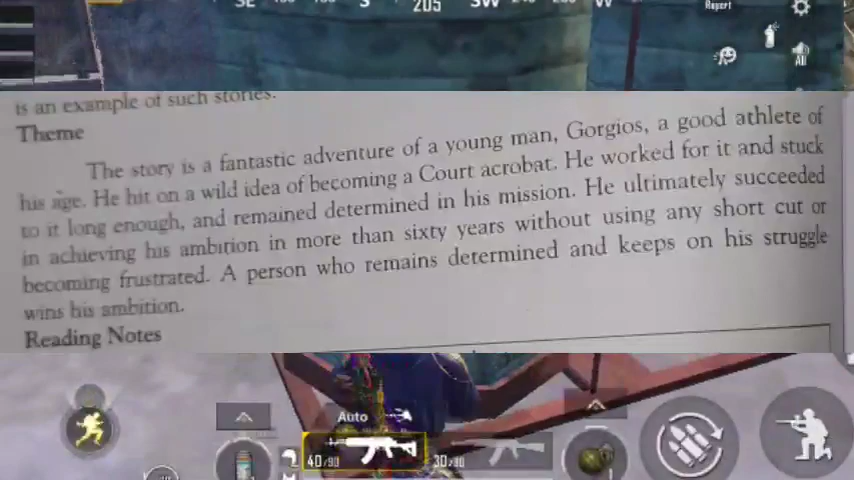 SE S 205 SW W
Report
All
is an example of such stories.
Theme
The story is a fantastic adventure of a young man, Gorgios, a good athlete of
his age. He hit on a wild idea of becoming a Court acrobat. He worked for it and stuck
to it long enough, and remained determined in his mission. He ultimately succeeded
in achieving his ambition in more than sixty years without using any short cut or
becoming frustrated. A person who remains determined and keeps on his struggle
wins his ambition.
Reading Notes
Auto
40/90 30/80